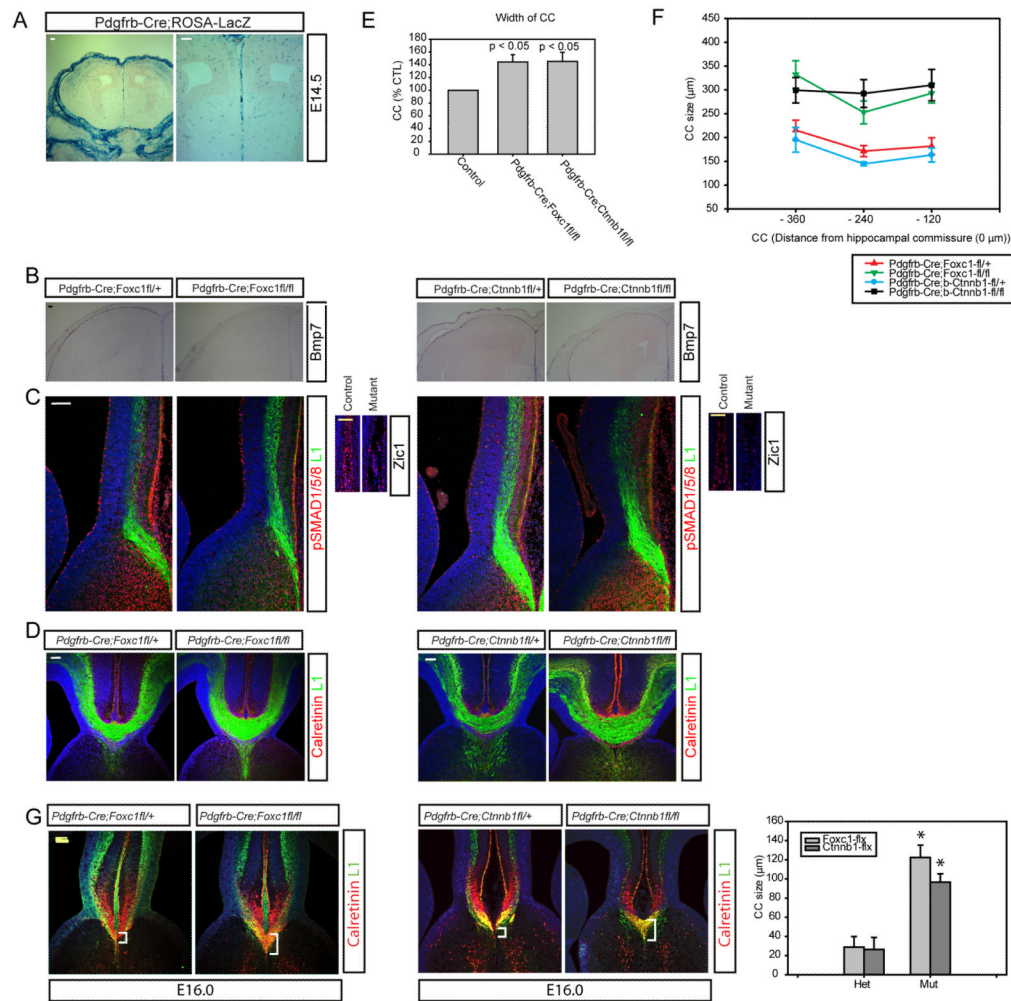 A
Pdgfrb-Cre;ROSA-LacZ
E14.5
E
Width of CC
CC (% CTL)
180
160
140
120
100
80
60
40
20
0
p < 0.05
p < 0.05
Control
Pdgfrb-Cre;Foxc1fl/fl
Pdgfrb-Cre;Ctnnb1fl/fl
F
CC size (µm)
450
400
350
300
250
200
150
100
50
- 360
- 240
- 120
CC (Distance from hippocampal commissure (0 µm))
Pdgfrb-Cre;Foxc1-fl/+
Pdgfrb-Cre;Foxc1-fl/fl
Pdgfrb-Cre;b-Ctnnb1-fl/+
Pdgfrb-Cre;b-Ctnnb1-fl/fl
B
Pdgfrb-Cre;Foxc1fl/+
Pdgfrb-Cre;Foxc1fl/fl
Bmp7
Pdgfrb-Cre;Ctnnb1fl/+
Pdgfrb-Cre;Ctnnb1fl/fl
Bmp7
C
pSMAD1/5/8 L1
Control
Mutant
Zic1
pSMAD1/5/8 L1
Control
Mutant
Zic1
D
Pdgfrb-Cre;Foxc1fl/+
Pdgfrb-Cre;Foxc1fl/fl
Calretinin L1
Pdgfrb-Cre;Ctnnb1fl/+
Pdgfrb-Cre;Ctnnb1fl/fl
Calretinin L1
G
Pdgfrb-Cre;Foxc1fl/+
Pdgfrb-Cre;Foxc1fl/fl
Calretinin L1
E16.0
Pdgfrb-Cre;Ctnnb1fl/+
Pdgfrb-Cre;Ctnnb1fl/fl
Calretinin L1
E16.0
CC size (µm)
160
140
120
100
80
60
40
20
0
Foxc1-flx
Ctnnb1-flx
*
*
Het
Mut